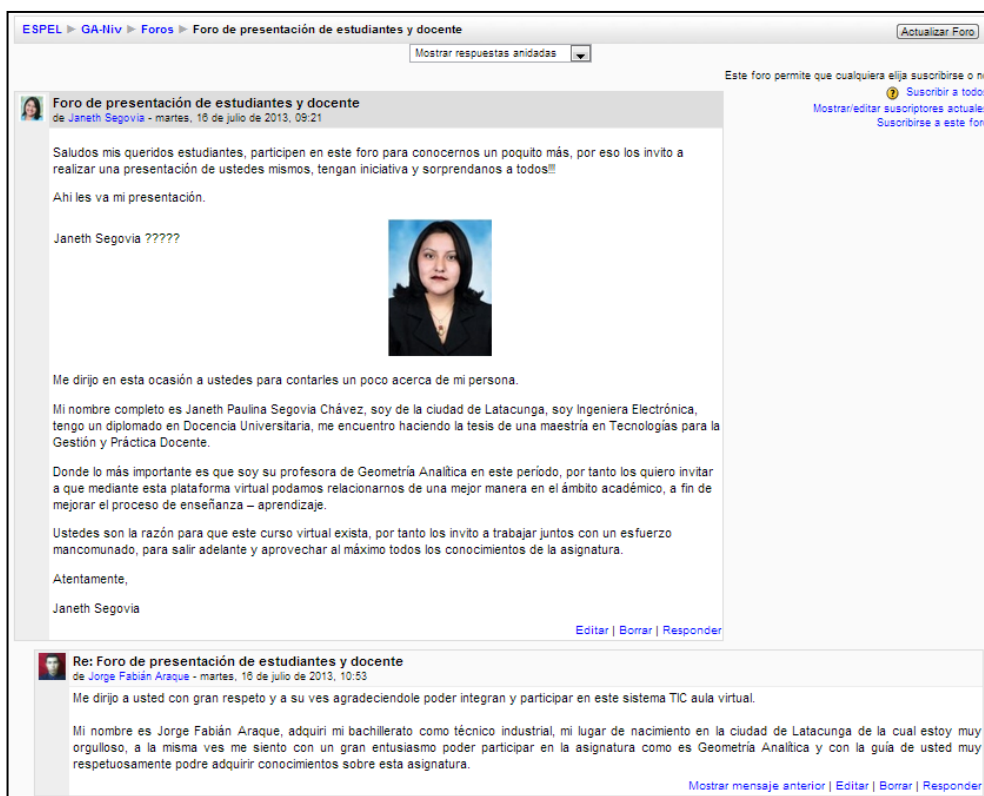 ESPEL ► GA-Niv ► Foros ► Foro de presentación de estudiantes y docente
Actualizar Foro
Mostrar respuestas anidadas
Este foro permite que cualquiera elija suscribirse o
Suscribir a
Mostrar/editar suscriptores
Suscribirse a este
Foro de presentación de estudiantes y docente
de Janeth Segovia - martes, 16 de julio de 2013, 09:21
Saludos mis queridos estudiantes, participen en este foro para conocernos un poquito más, por eso los invito a
realizar una presentación de ustedes mismos, tengan iniciativa y sorprendanos a todos!!!
Ahi les va mi presentación.
Janeth Segovia ?????
Me dirijo en esta ocasión a ustedes para contarles un poco acerca de mi persona.
Mi nombre completo es Janeth Paulina Segovia Chávez, soy de la ciudad de Latacunga, soy Ingeniera Electrónica,
tengo un diplomado en Docencia Universitaria, me encuentro haciendo la tesis de una maestría en Tecnologías para la
Gestión y Práctica Docente.
Donde lo más importante es que soy su profesora de Geometría Analítica en este período, por tanto los quiero invitar
a que mediante esta plataforma virtual podamos relacionarnos de una mejor manera en el ámbito académico, a fin de
mejorar el proceso de enseñanza – aprendizaje.
Ustedes son la razón para que este curso virtual exista, por tanto los invito a trabajar juntos con un esfuerzo
mancomunado, para salir adelante y aprovechar al máximo todos los conocimientos de la asignatura.
Atentamente,
Janeth Segovia
Editar | Borrar | Responder
Re: Foro de presentación de estudiantes y docente
de Jorge Fabián Araque - martes, 16 de julio de 2013, 10:53
Me dirijo a usted con gran respeto y a su ves agradeciendole poder integran y participar en este sistema TIC aula virtual.
Mi nombre es Jorge Fabián Araque, adquiri mi bachillerato como técnico industrial, mi lugar de nacimiento en la ciudad de Latacunga de la cual estoy muy
orgulloso, a la misma ves me siento con un gran entusiasmo poder participar en la asignatura como es Geometría Analítica y con la guía de usted muy
respetuosamente podre adquirir conocimientos sobre esta asignatura.
Mostrar mensaje anterior | Editar | Borrar | Responder